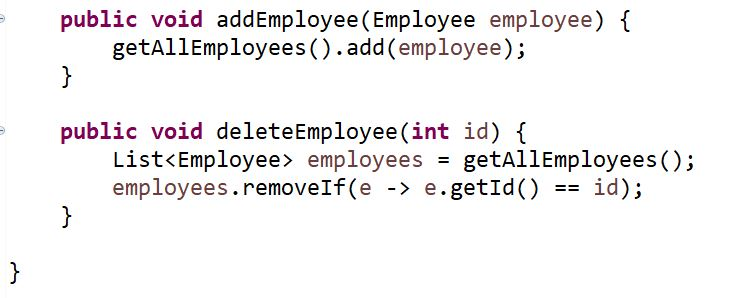 public void addEmployee(Employee employee) {
getAllEmployees().add(employee);
}
public void deleteEmployee(int id) {
List<Employee> employees = getAllEmployees();
employees.removeIf(e -> e.getId() == id);
}
}